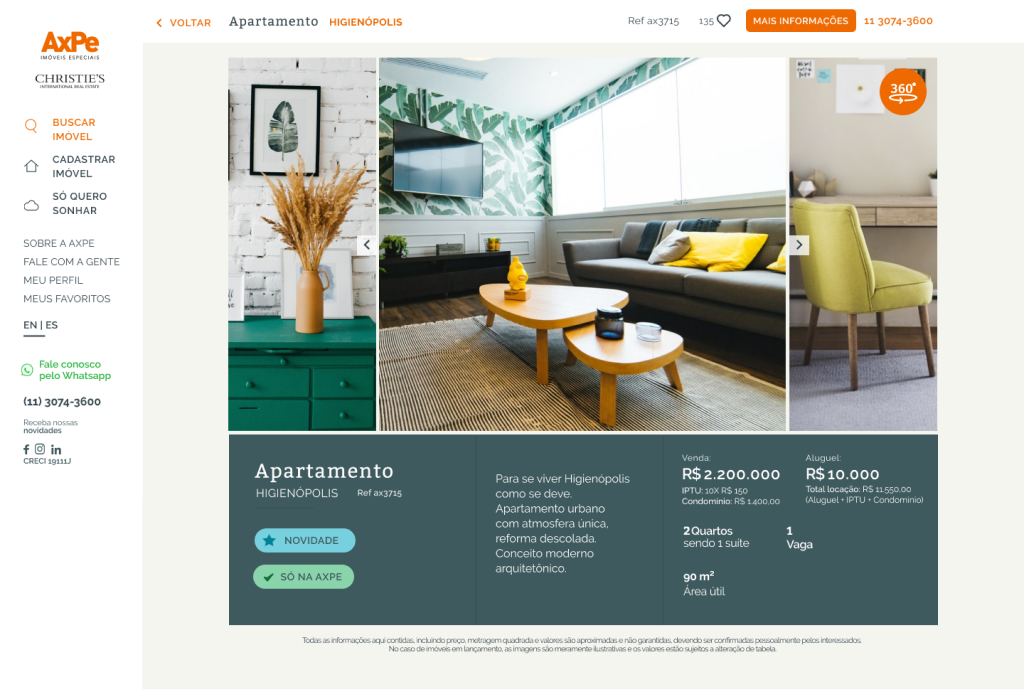 AxPe
IMÓVEIS ESPECIAIS
CHRISTIE'S
INTERNATIONAL REAL ESTATE
BUSCAR
IMÓVEL
CADASTRAR
IMÓVEL
SÓ QUERO
SONHAR
SOBRE A AXPE
FALE COM A GENTE
MEU PERFIL
MEUS FAVORITOS
EN | ES
Fale conosco
pelo Whatsapp
(11) 3074-3600
Receba nossas
novidades
CRECI 19111J
VOLTAR Apartamento HIGIENÓPOLIS Ref ax3715 135 MAIS INFORMAÇÕES 11 3074-3600
360°
Apartamento
HIGIENÓPOLIS Ref ax3715
NOVIDADE
SÓ NA AXPE
Para se viver Higienópolis
como se deve.
Apartamento urbano
com atmosfera única,
reforma descolada.
Conceito moderno
arquitetônico.
Venda:
R$ 2.200.000
IPTU: 10X R$ 150
Condomínio: R$ 1.400,00
Aluguel:
R$ 10.000
Total locação: R$ 11.550,00
(Aluguel + IPTU + Condomínio)
2 Quartos
sendo 1 suíte
1
Vaga
90 m²
Área útil
Todas as informações aqui contidas, incluindo preço, metragem quadrada e valores são aproximadas e não garantidas, devendo ser confirmadas pessoalmente pelos interessados.
No caso de imóveis em lançamento, as imagens são meramente ilustrativas e os valores estão sujeitos a alteração de tabela.